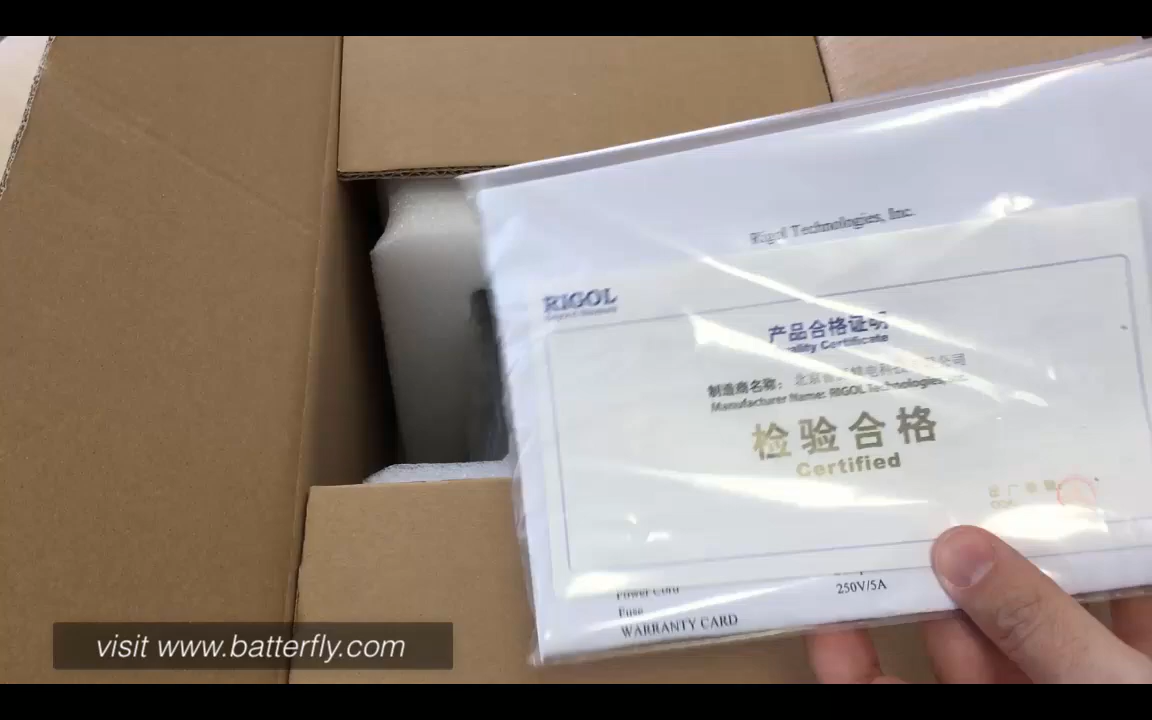 Rigol Technologies, Inc.
RIGOL
产品合格证明
Quality Certificate
制造商名称：北京
Manufacturer Name: RIGOL Technologies, Inc.
检验合格
Certified
Power Cord
Fuse
250V/5A
WARRANTY CARD
visit www.batterfly.com